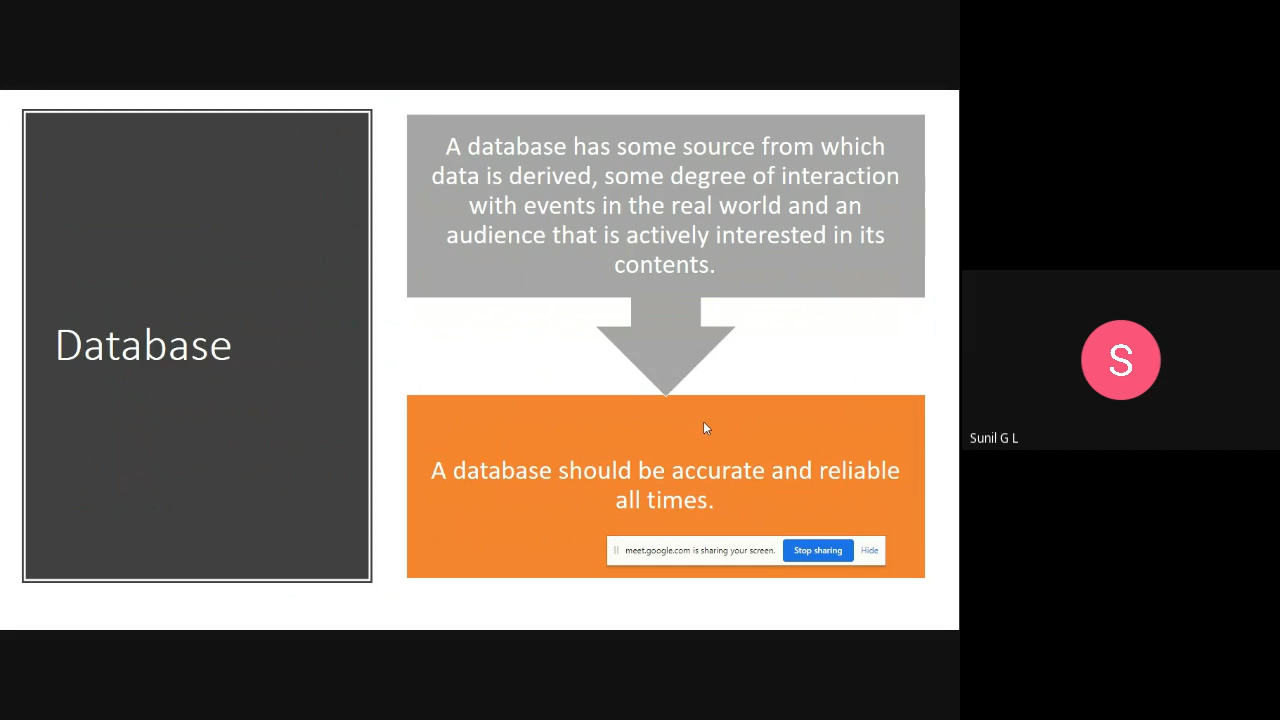 Database
A database has some source from which
data is derived, some degree of interaction
with events in the real world and an
audience that is actively interested in its
contents.
A database should be accurate and reliable
all times.
meet.google.com is sharing your screen. Stop sharing Hide
S
Sunil G L